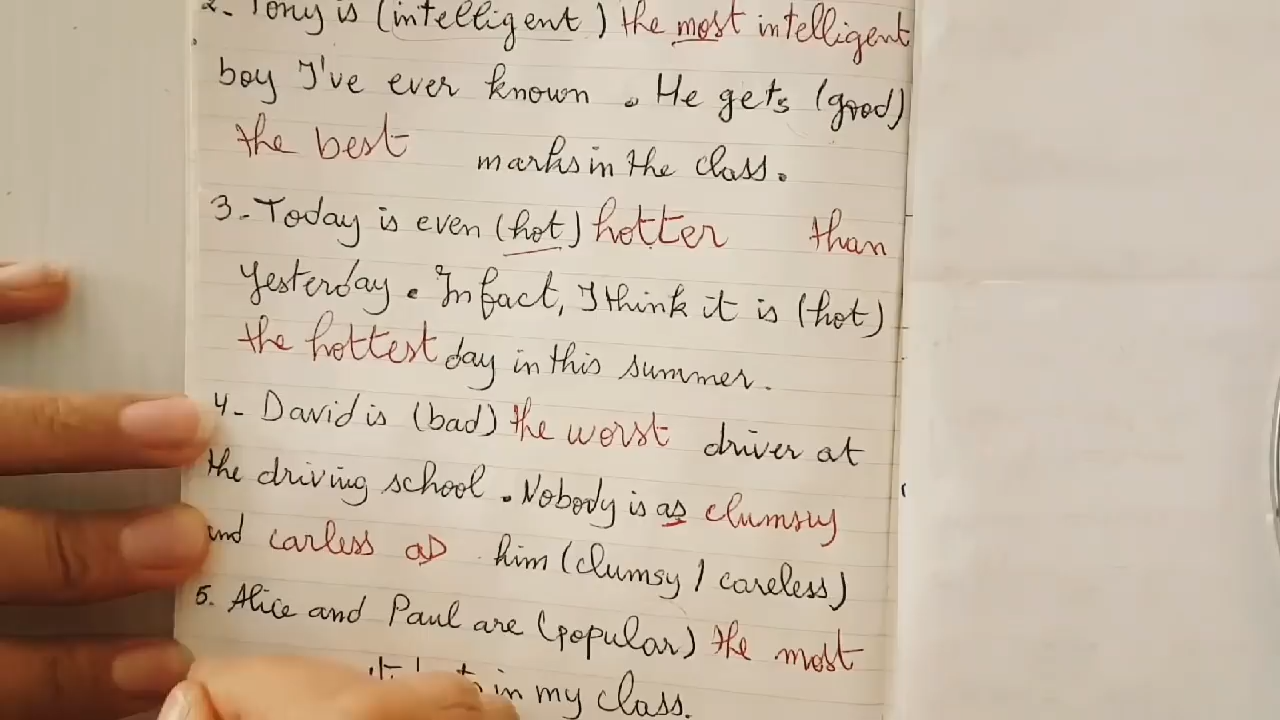 2- Tony is (intelligent) the most intelligent
boy I've ever known. He gets (good)
the best marks in the class.
3- Today is even (hot) hotter than
yesterday. In fact, I think it is (hot)
the hottest day in this summer.
4- David is (bad) the worst driver at
the driving school. Nobody is as clumsy
and carless as him (clumsy / careless)
5. Alice and Paul are (popular) the most
in my class.